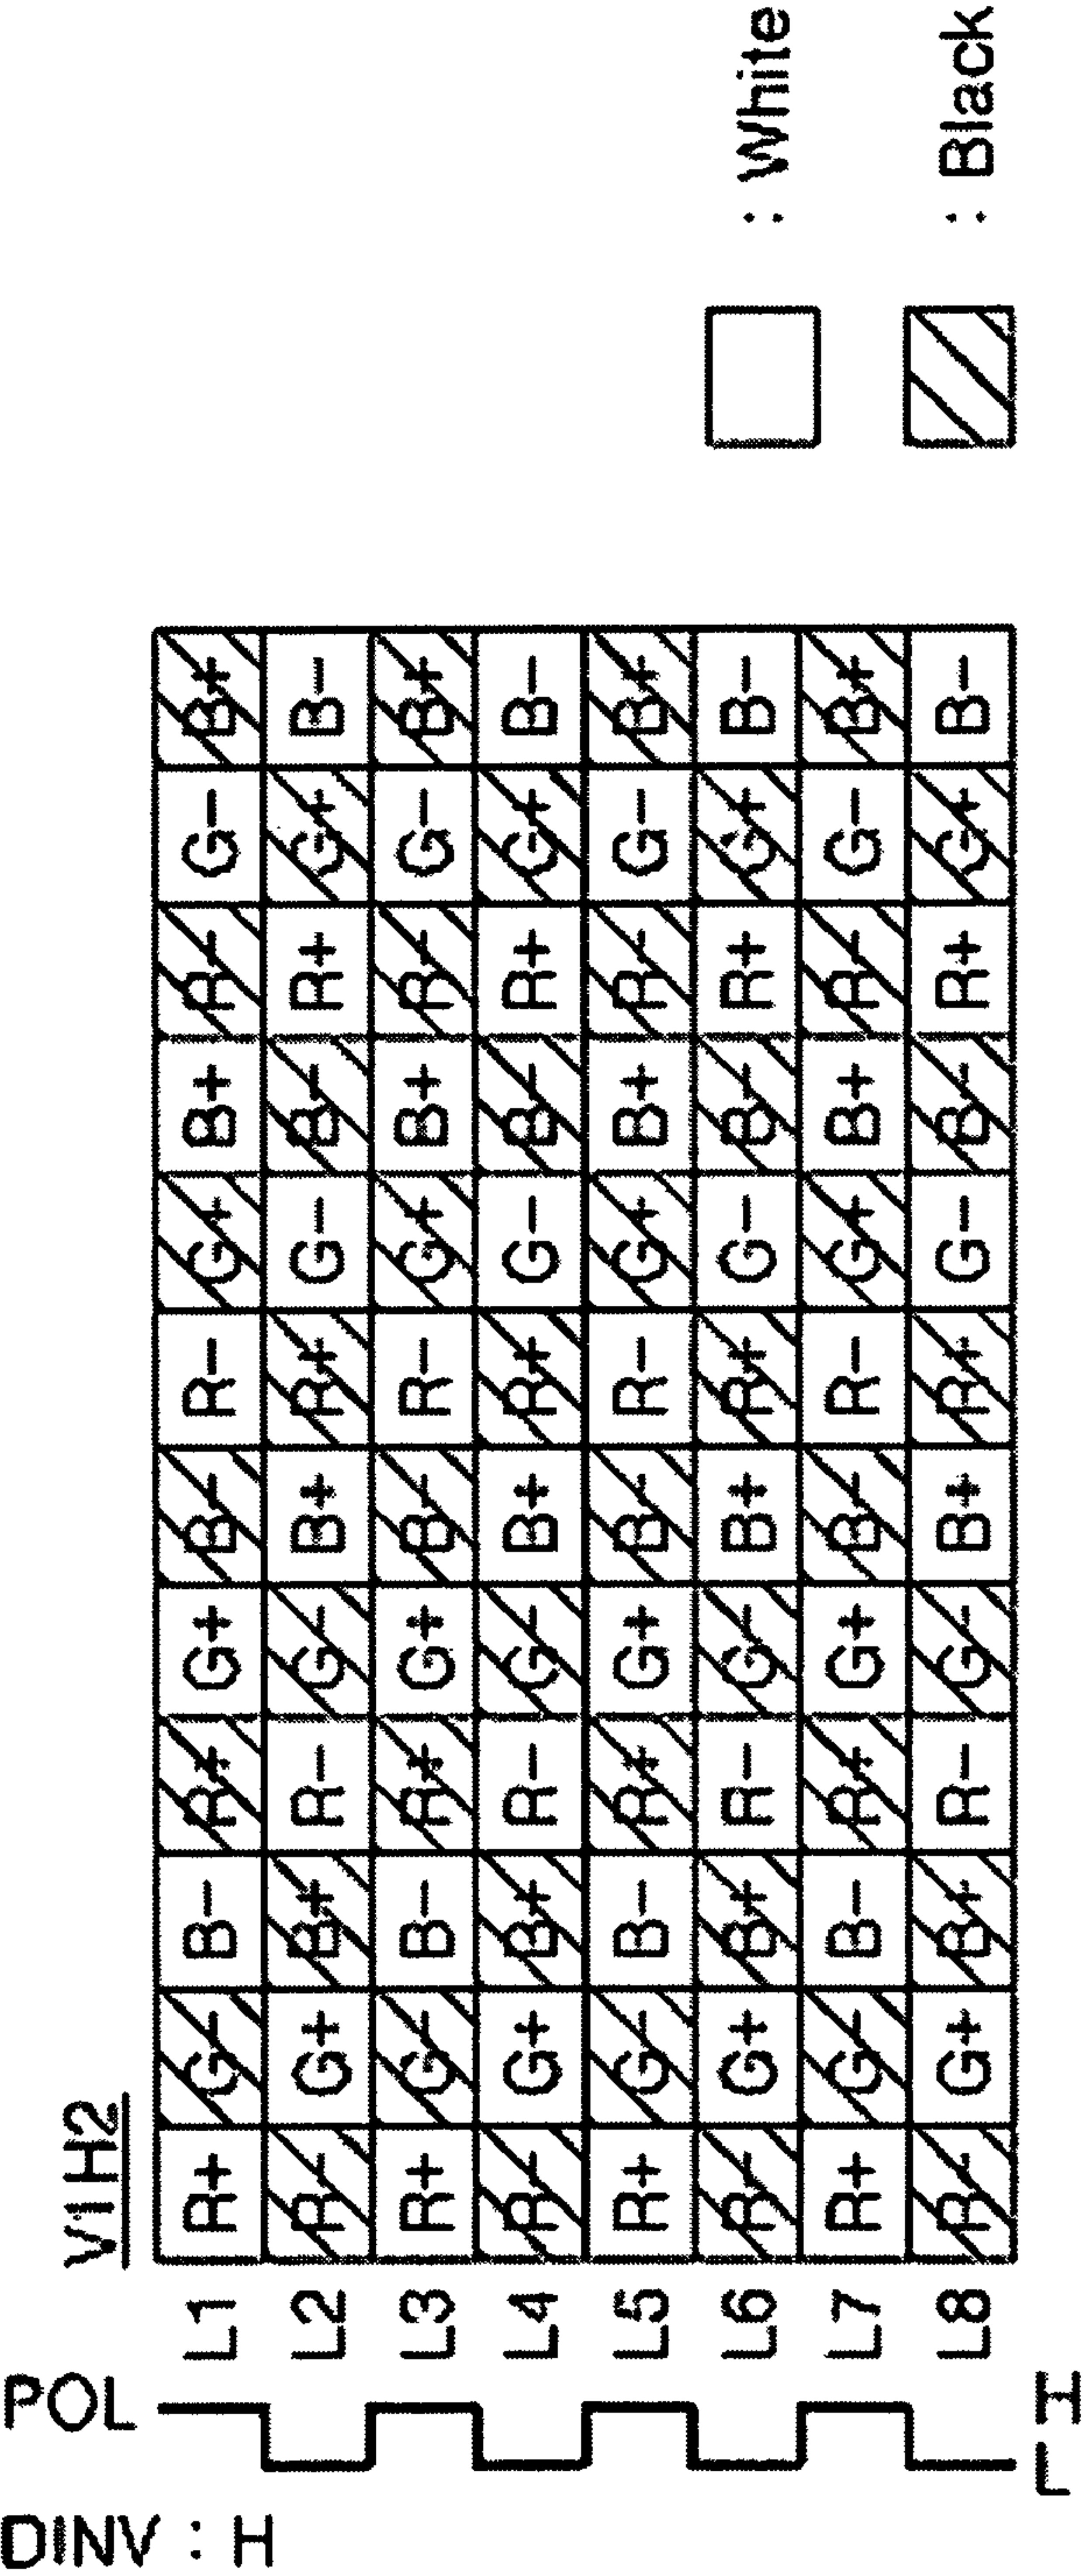 DINV : H
POL
V1H2
L1 R+ G- B- R+ G+ B- R- G+ B+ R- G- B+
L2 R- G+ B+ R- G- B+ R+ G- B- R+ G+ B-
L3 R+ G- B- R+ G+ B- R- G+ B+ R- G- B+
L4 R- G+ B+ R- G- B+ R+ G- B- R+ G+ B-
L5 R+ G- B- R+ G+ B- R- G+ B+ R- G- B+
L6 R- G+ B+ R- G- B+ R+ G- B- R+ G+ B-
L7 R+ G- B- R+ G+ B- R- G+ B+ R- G- B+
L8 R- G+ B+ R- G- B+ R+ G- B- R+ G+ B-
L H
: White
: Black